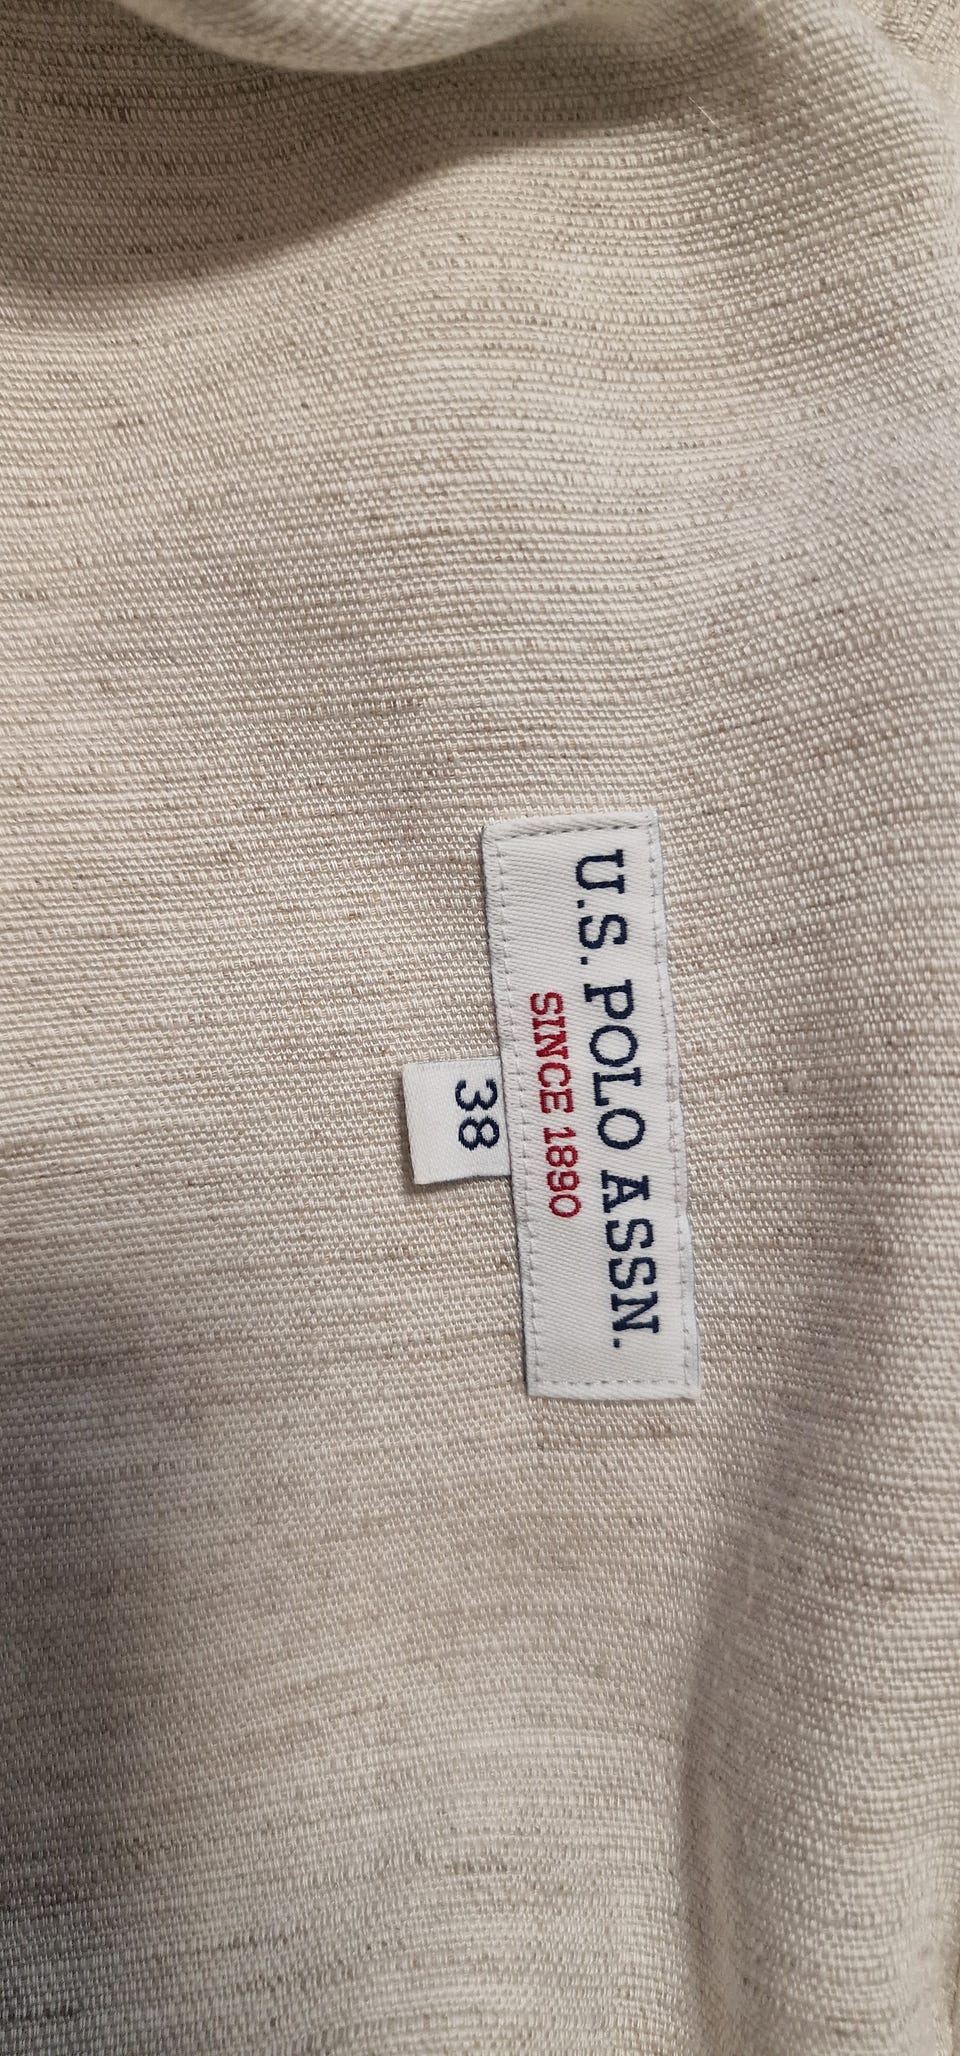 U.S. POLO ASSN.
SINCE 1890
38